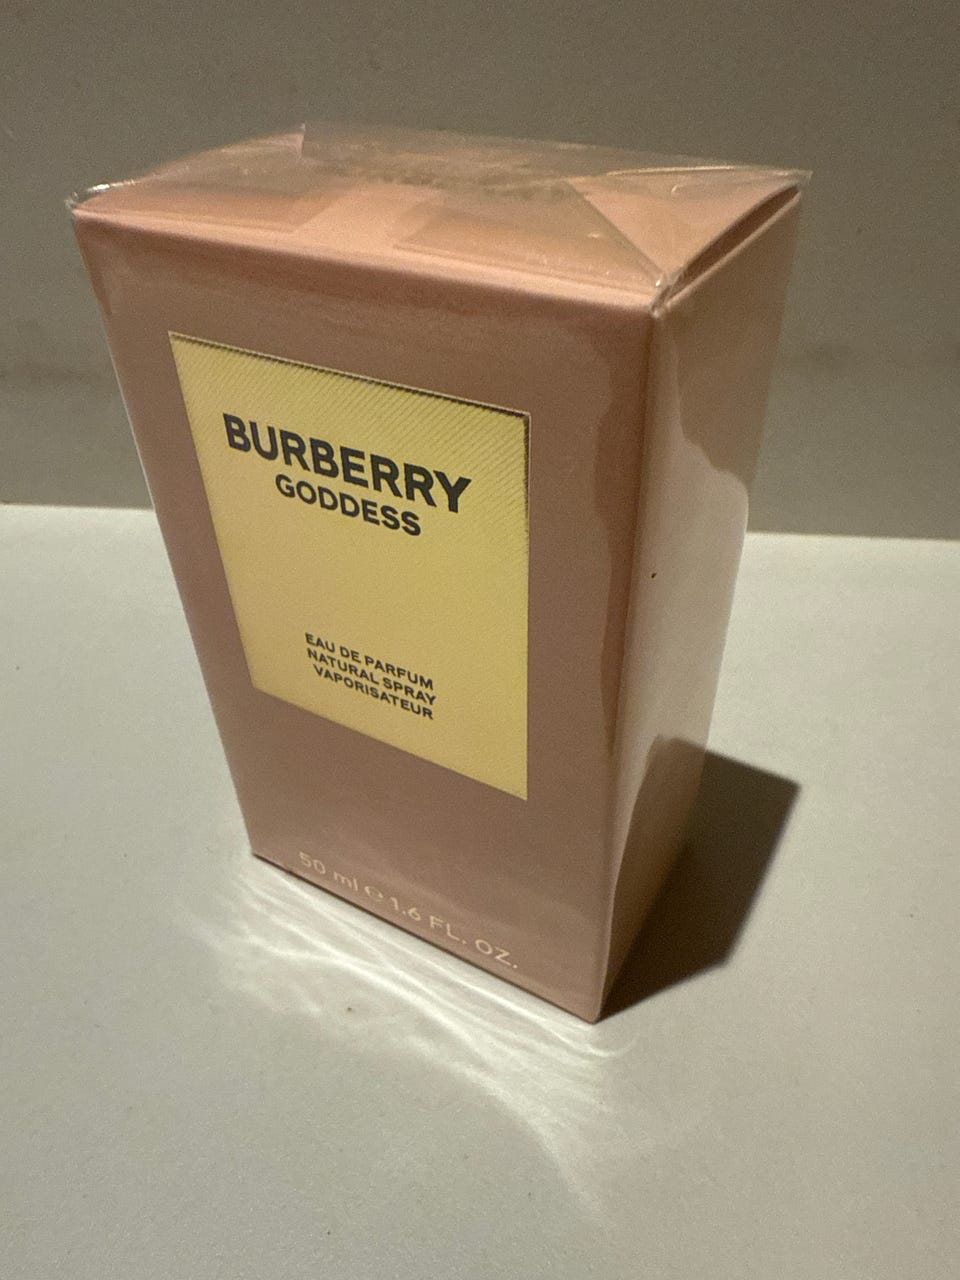 BURBERRY
GODDESS
EAU DE PARFUM
NATURAL SPRAY
VAPORISATEUR
50 ml ℮ 1.6 FL. OZ.